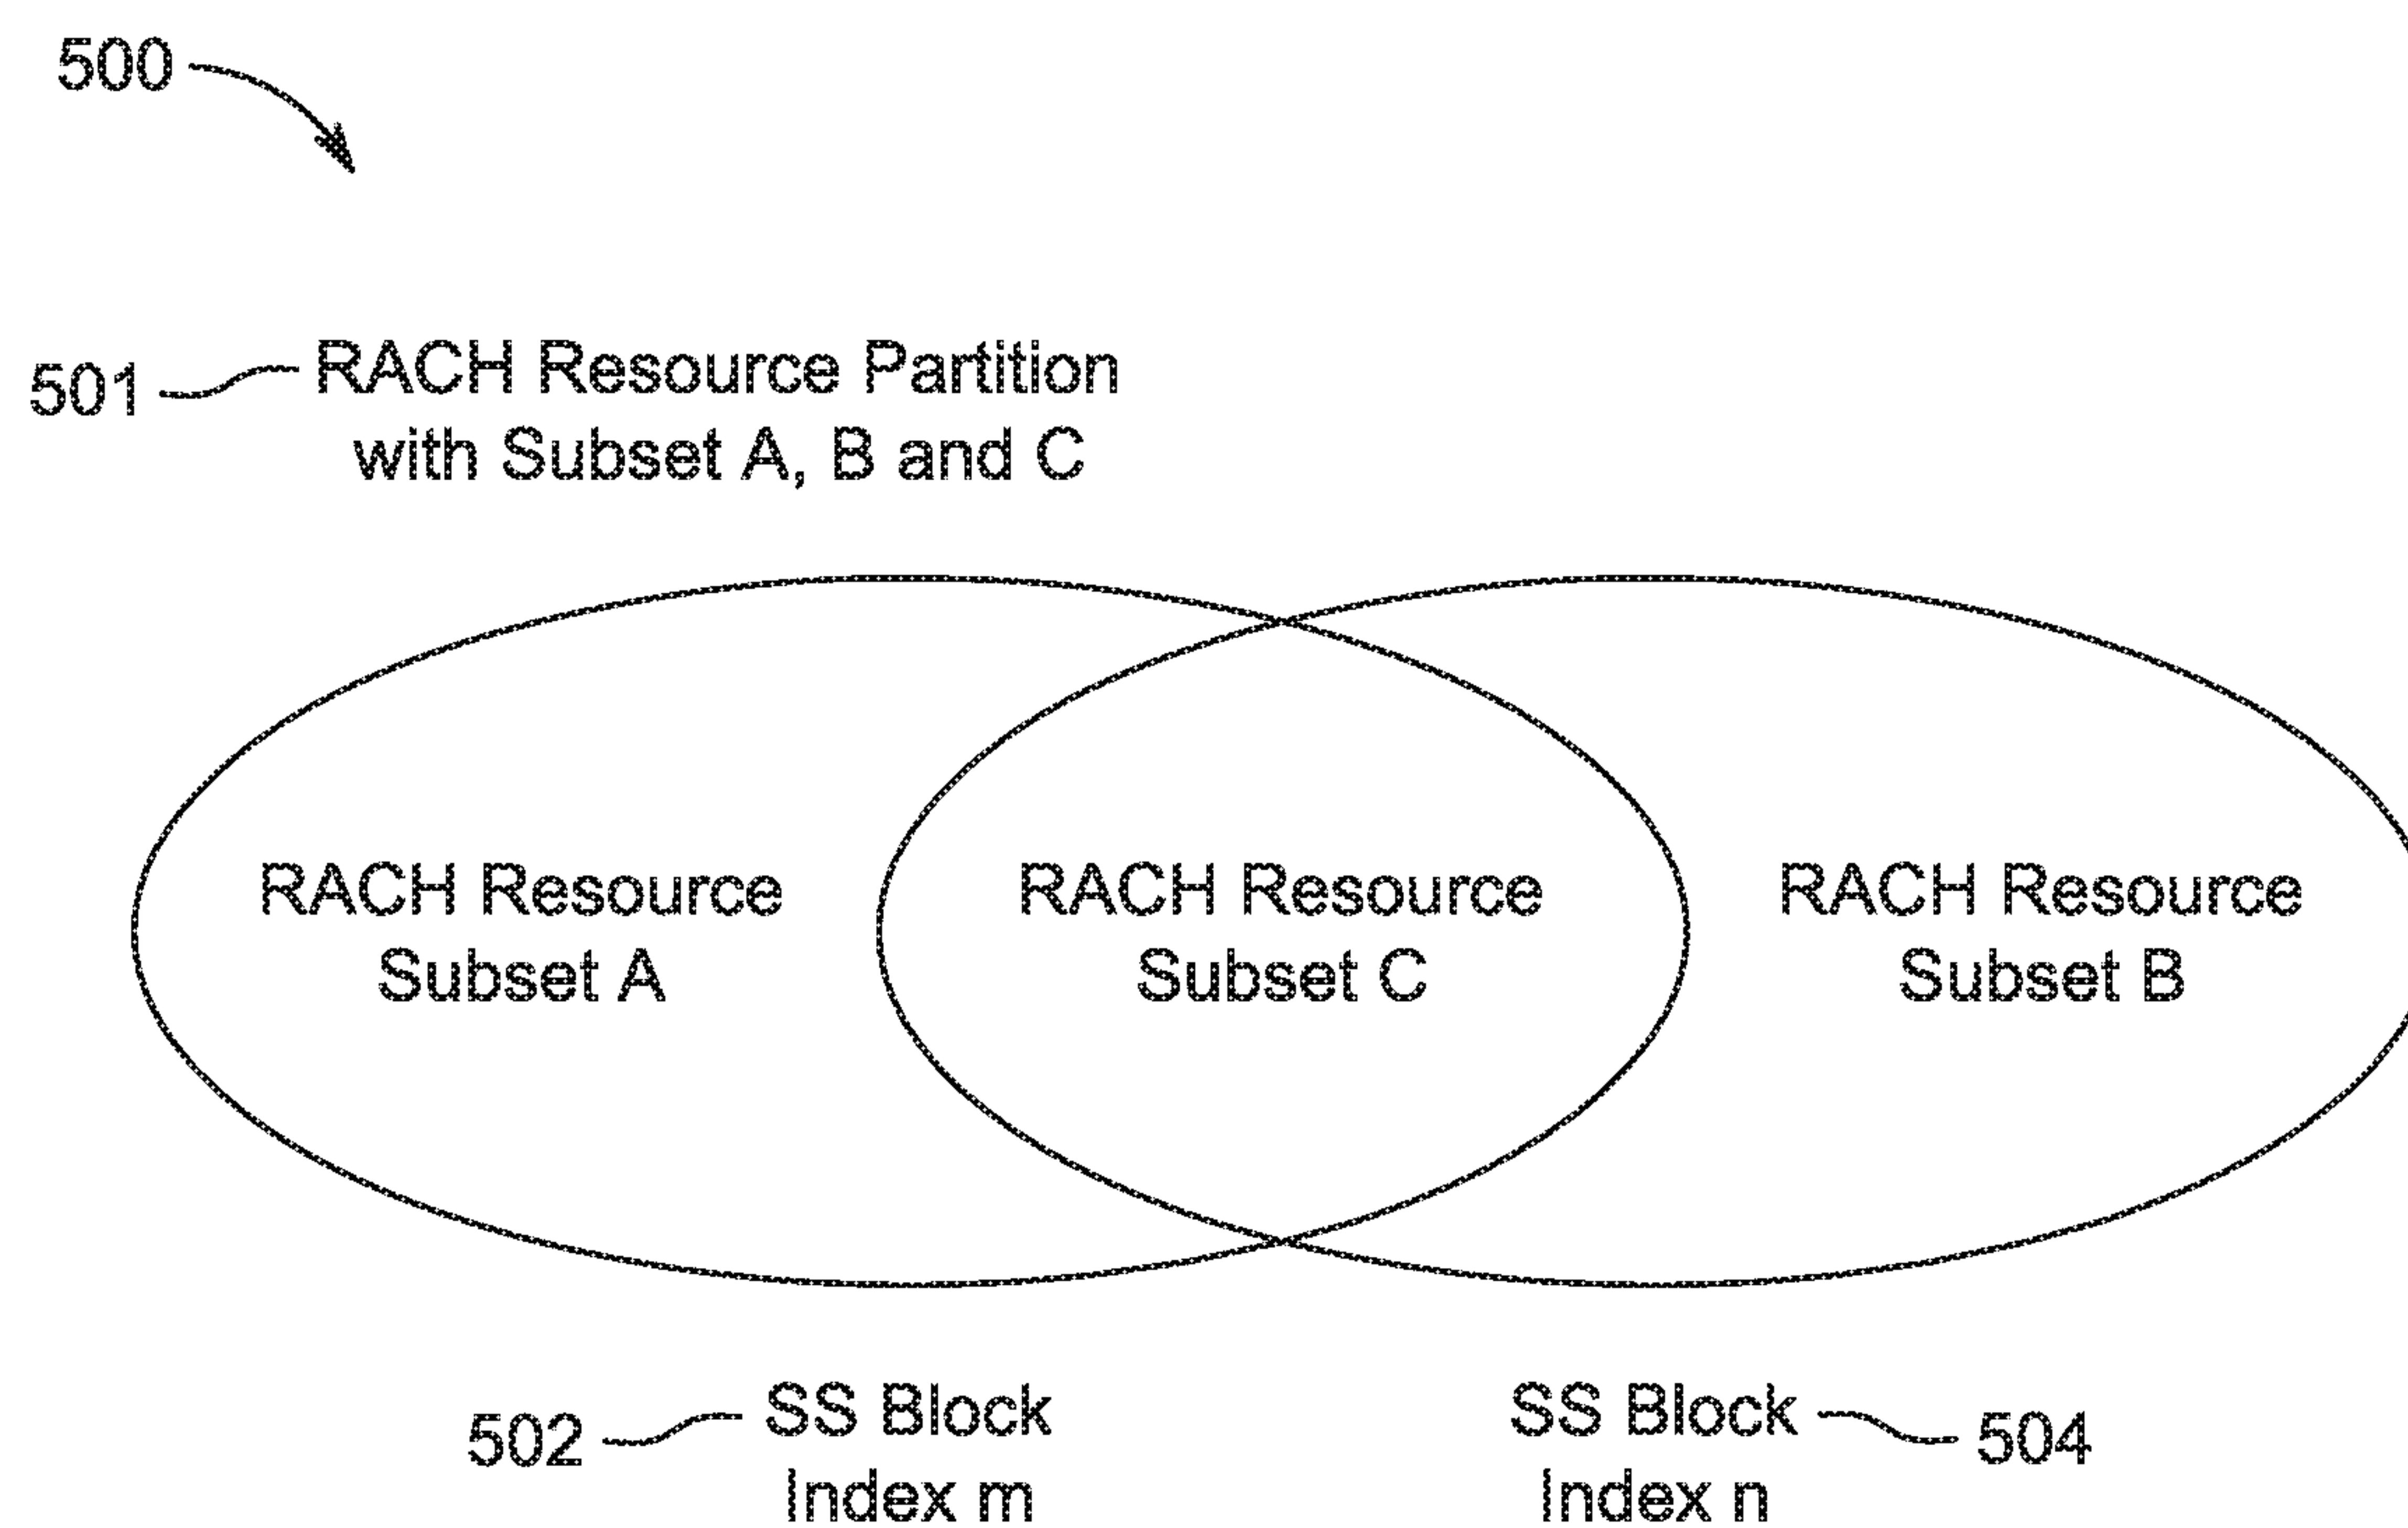 500
501
RACH Resource Partition
with Subset A, B and C
RACH Resource
Subset A
RACH Resource
Subset C
RACH Resource
Subset B
502
SS Block
Index m
SS Block
Index n
504